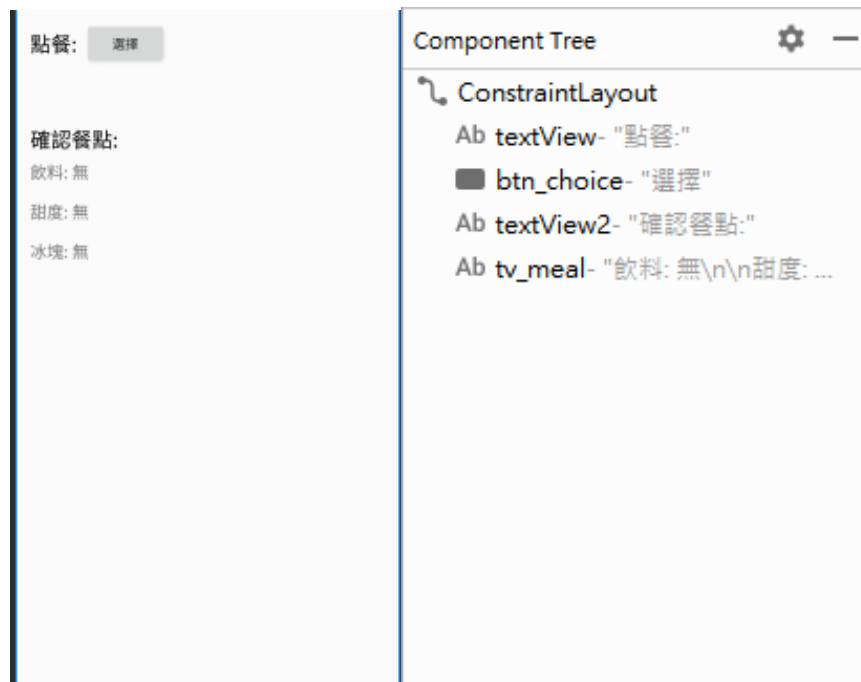 點餐:
選擇
確認餐點:
飲料: 無
甜度: 無
冰塊: 無
Component Tree
ConstraintLayout
Ab textView- "點餐:"
btn_choice- "選擇"
Ab textView2- "確認餐點:"
Ab tv_meal- "飲料: 無\n\n甜度: ...